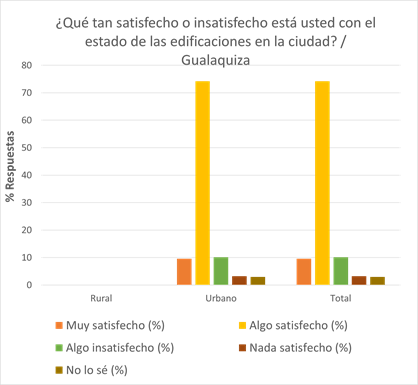 ¿Qué tan satisfecho o insatisfecho está usted con el
estado de las edificaciones en la ciudad? /
Gualaquiza
% Respuestas
80
70
60
50
40
30
20
10
0
Rural Urbano Total
Muy satisfecho (%) Algo satisfecho (%)
Algo insatisfecho (%) Nada satisfecho (%)
No lo sé (%)